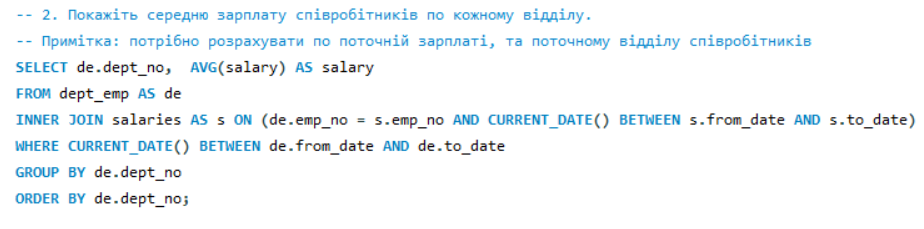 -- 2. Покажіть середню зарплату співробітників по кожному відділу.
-- Примітка: потрібно розрахувати по поточній зарплаті, та поточному відділу співробітників
SELECT de.dept_no,  AVG(salary) AS salary
FROM dept_emp AS de
INNER JOIN salaries AS s ON (de.emp_no = s.emp_no AND CURRENT_DATE() BETWEEN s.from_date AND s.to_date)
WHERE CURRENT_DATE() BETWEEN de.from_date AND de.to_date
GROUP BY de.dept_no
ORDER BY de.dept_no;